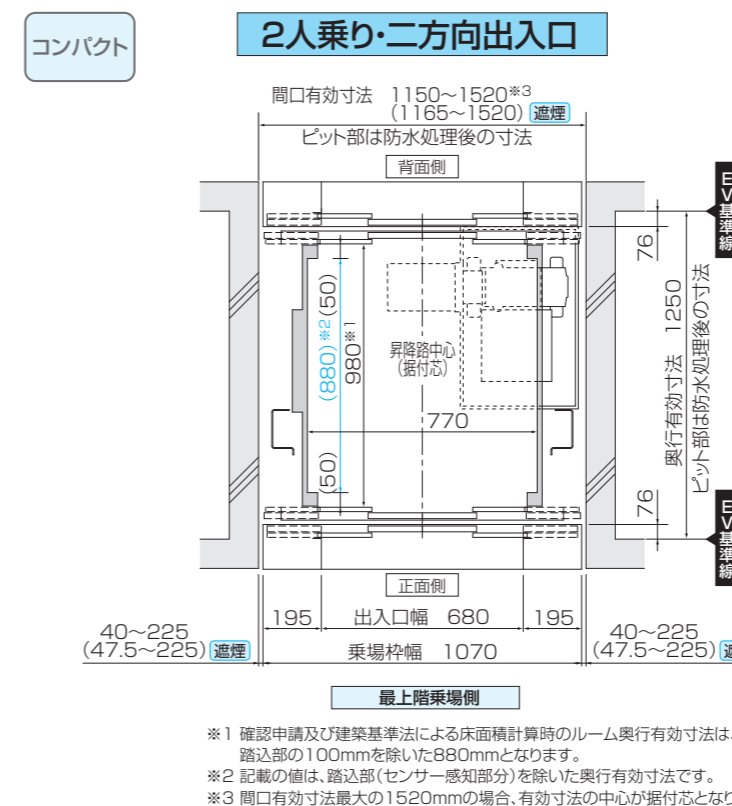 コンパクト
2人乗り・二方向出入口
間口有効寸法 1150～1520※3
(1165～1520) 遮煙
ピット部は防水処理後の寸法
背面側
EV基準線
76
(50)
(880)※2
980※1
昇降路中心
(据付芯)
770
(50)
奥行有効寸法 1250
ピット部は防水処理後の寸法
76
EV基準線
正面側
195
出入口幅 680
195
40～225
(47.5～225) 遮煙
乗場枠幅 1070
40～225
(47.5～225)
最上階乗場側
※1 確認申請及び建築基準法による床面積計算時のルーム奥行有効寸法は、
踏込部の100mmを除いた880mmとなります。
※2 記載の値は、踏込部(センサー感知部分)を除いた奥行有効寸法です。
※3 間口有効寸法最大の1520mmの場合、有効寸法の中心が据付芯となり